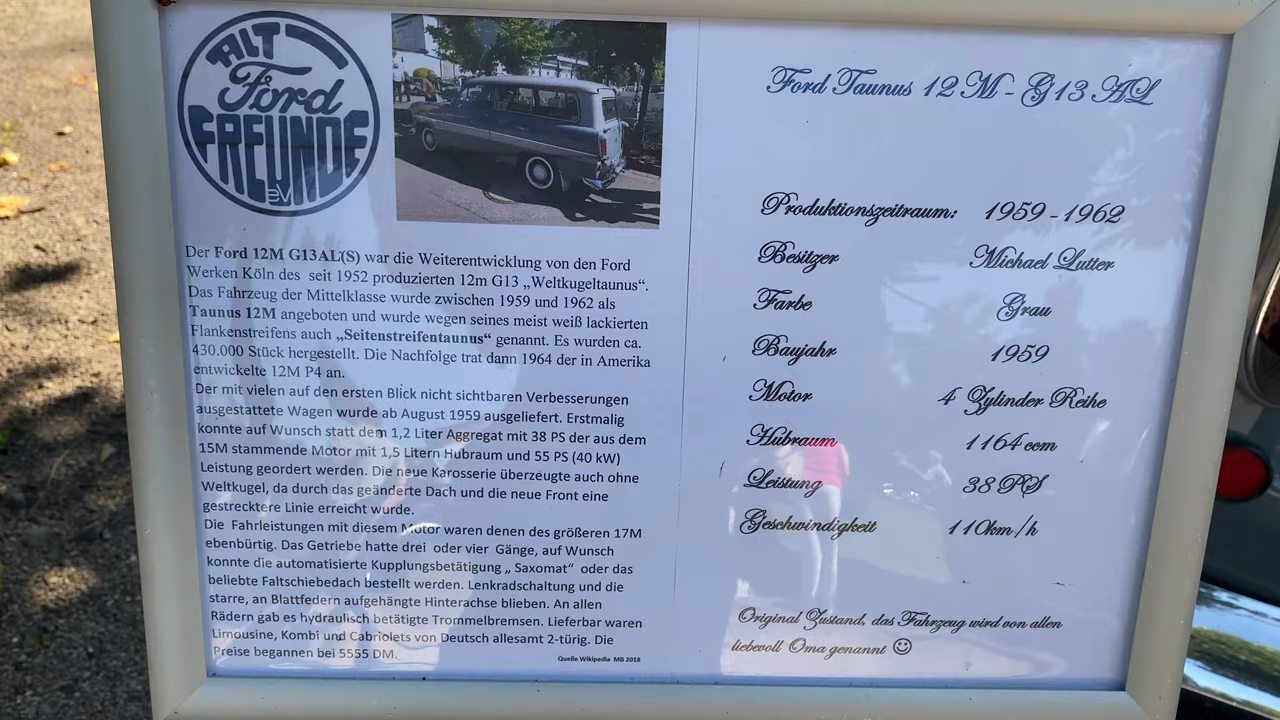 ALT
Ford
FREUNDE
eV
Der Ford 12M G13AL(S) war die Weiterentwicklung von den Ford
Werken Köln des seit 1952 produzierten 12m G13 „Weltkugeltaunus“.
Das Fahrzeug der Mittelklasse wurde zwischen 1959 und 1962 als
Taunus 12M angeboten und wurde wegen seines meist weiß lackierten
Flankenstreifens auch „Seitenstreifentaunus“ genannt. Es wurden ca.
430.000 Stück hergestellt. Die Nachfolge trat dann 1964 der in Amerika
entwickelte 12M P4 an.
Der mit vielen auf den ersten Blick nicht sichtbaren Verbesserungen
ausgestattete Wagen wurde ab August 1959 ausgeliefert. Erstmalig
konnte auf Wunsch statt dem 1,2 Liter Aggregat mit 38 PS der aus dem
15M stammende Motor mit 1,5 Litern Hubraum und 55 PS (40 kW)
Leistung geordert werden. Die neue Karosserie überzeugte auch ohne
Weltkugel, da durch das geänderte Dach und die neue Front eine
gestrecktere Linie erreicht wurde.
Die Fahrleistungen mit diesem Motor waren denen des größeren 17M
ebenbürtig. Das Getriebe hatte drei oder vier Gänge, auf Wunsch
konnte die automatisierte Kupplungsbetätigung „ Saxomat“ oder das
beliebte Faltschiebedach bestellt werden. Lenkradschaltung und die
starre, an Blattfedern aufgehängte Hinterachse blieben. An allen
Rädern gab es hydraulisch betätigte Trommelbremsen. Lieferbar waren
Limousine, Kombi und Cabriolets von Deutsch allesamt 2-türig. Die
Preise begannen bei 5555 DM.
Quelle Wikipedia MB 2018
Ford Taunus 12M - G13 AL
Produktionszeitraum: 1959 - 1962
Besitzer Michael Lutter
Farbe Grau
Baujahr 1959
Motor 4 Zylinder Reihe
Hubraum 1164ccm
Leistung 38PS
Geschwindigkeit 110km/h
Original Zustand, das Fahrzeug wird von allen
liebevoll Oma genannt ☺